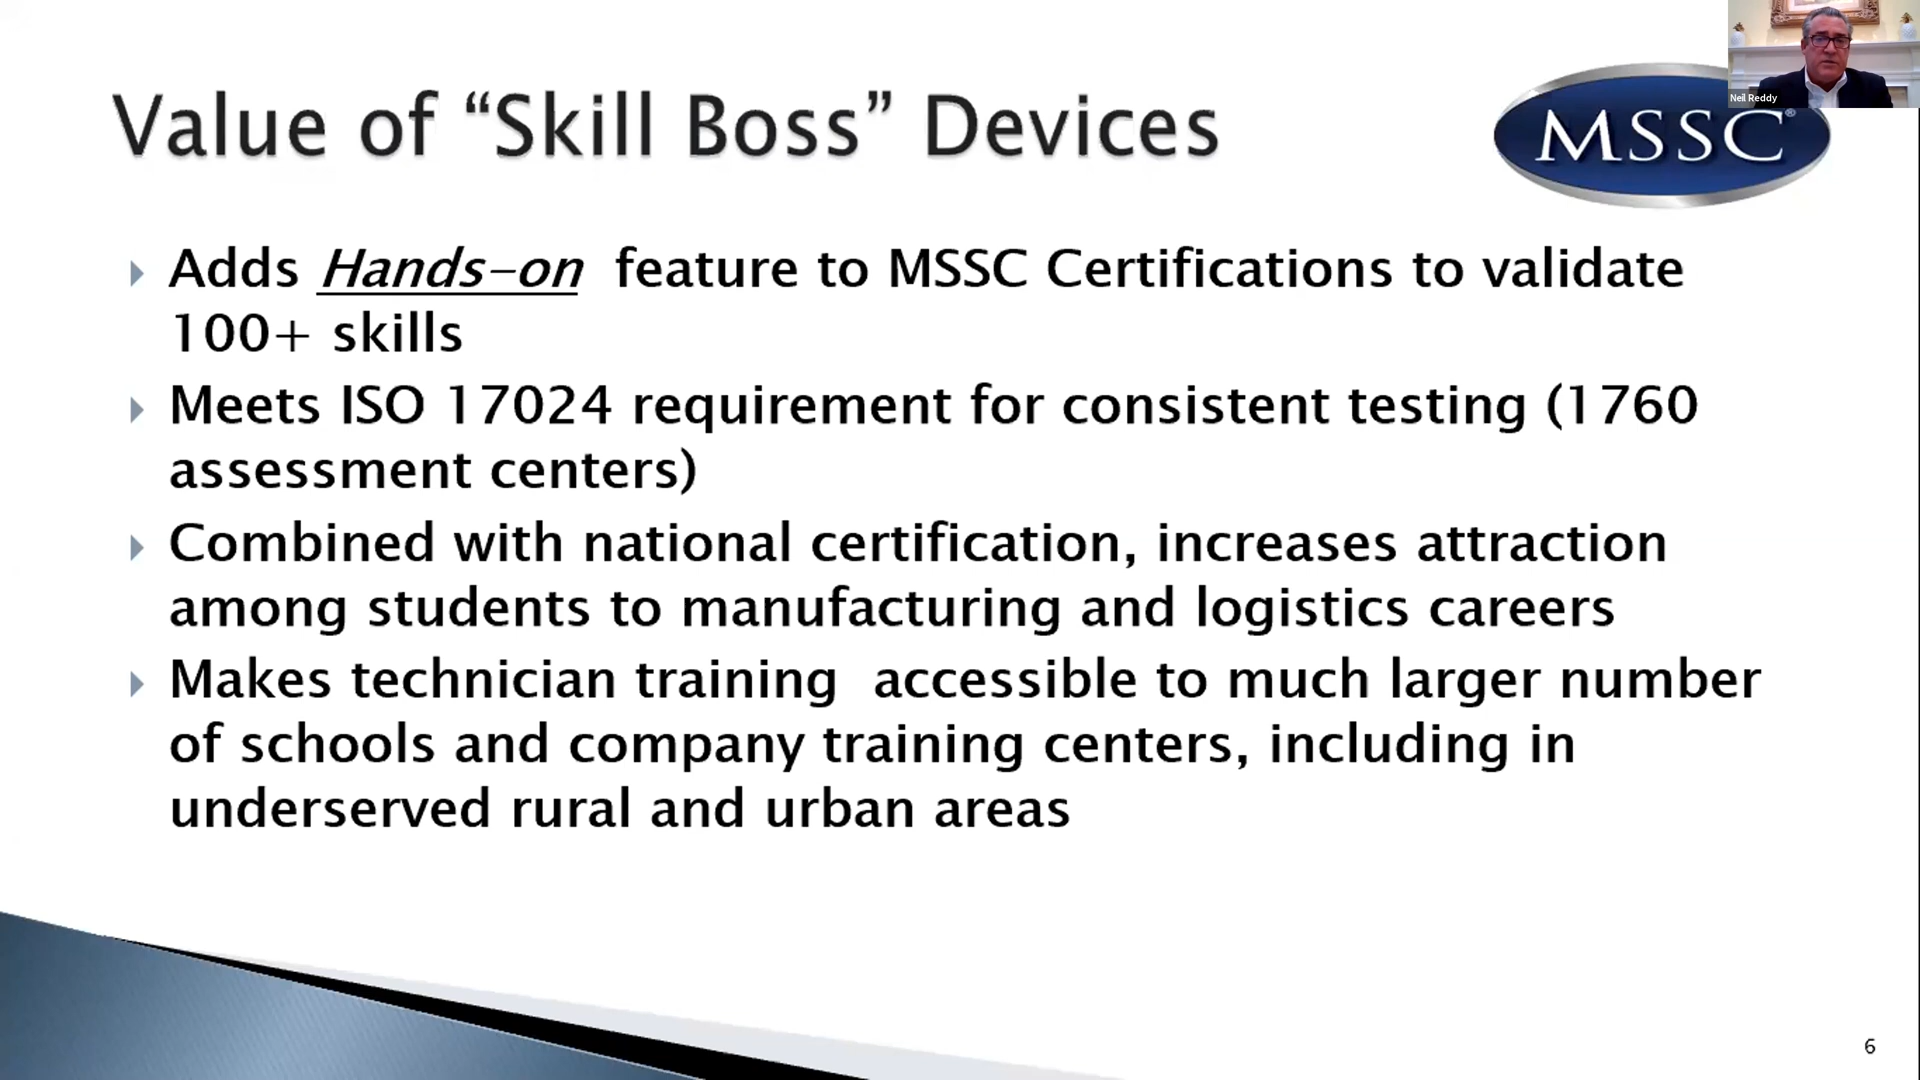 Neil Reddy
Value of “Skill Boss” Devices
MSSC®
Adds Hands-on feature to MSSC Certifications to validate
100+ skills
Meets ISO 17024 requirement for consistent testing (1760
assessment centers)
Combined with national certification, increases attraction
among students to manufacturing and logistics careers
Makes technician training accessible to much larger number
of schools and company training centers, including in
underserved rural and urban areas
6